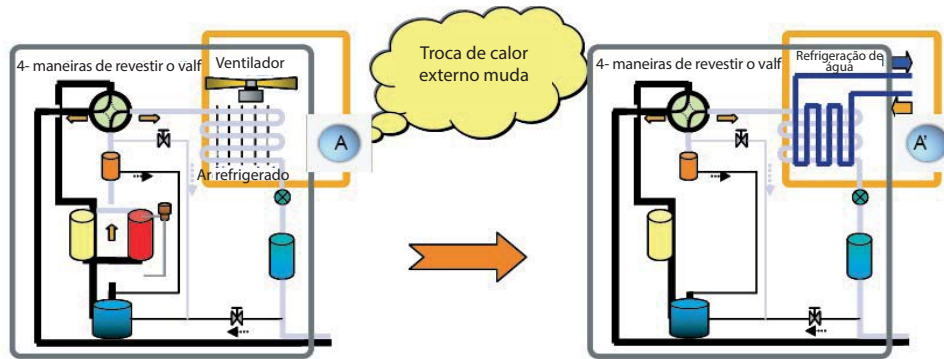 4- maneiras de revestir o valf
Ventilador
A
Ar refrigerado
Troca de calor
externo muda
4- maneiras de revestir o valf
Refrigeração de
água
A'